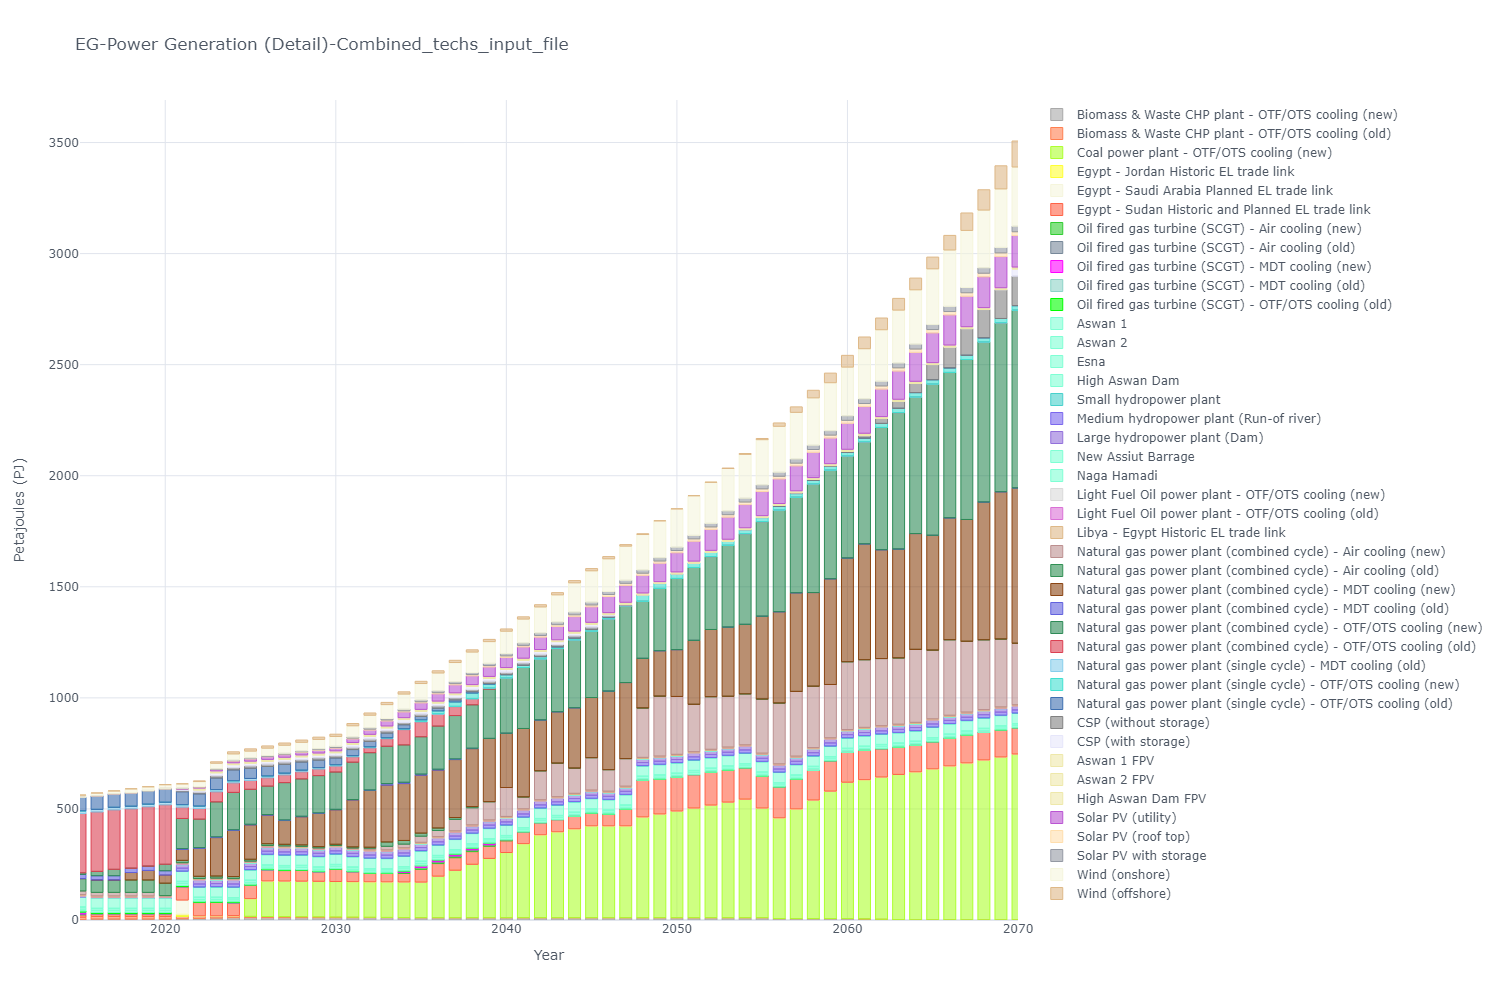 EG-Power Generation (Detail)-Combined_techs_input_file
3500
3000
2500
2000
1500
1000
500
0
Petajoules (PJ)
2020
2030
2040
2050
2060
2070
Year
Biomass & Waste CHP plant - OTF/OTS cooling (new)
Biomass & Waste CHP plant - OTF/OTS cooling (old)
Coal power plant - OTF/OTS cooling (new)
Egypt - Jordan Historic EL trade link
Egypt - Saudi Arabia Planned EL trade link
Egypt - Sudan Historic and Planned EL trade link
Oil fired gas turbine (SCGT) - Air cooling (new)
Oil fired gas turbine (SCGT) - Air cooling (old)
Oil fired gas turbine (SCGT) - MDT cooling (new)
Oil fired gas turbine (SCGT) - MDT cooling (old)
Oil fired gas turbine (SCGT) - OTF/OTS cooling (old)
Aswan 1
Aswan 2
Esna
High Aswan Dam
Small hydropower plant
Medium hydropower plant (Run-of river)
Large hydropower plant (Dam)
New Assiut Barrage
Naga Hamadi
Light Fuel Oil power plant - OTF/OTS cooling (new)
Light Fuel Oil power plant - OTF/OTS cooling (old)
Libya - Egypt Historic EL trade link
Natural gas power plant (combined cycle) - Air cooling (new)
Natural gas power plant (combined cycle) - Air cooling (old)
Natural gas power plant (combined cycle) - MDT cooling (new)
Natural gas power plant (combined cycle) - MDT cooling (old)
Natural gas power plant (combined cycle) - OTF/OTS cooling (new)
Natural gas power plant (combined cycle) - OTF/OTS cooling (old)
Natural gas power plant (single cycle) - MDT cooling (old)
Natural gas power plant (single cycle) - OTF/OTS cooling (new)
Natural gas power plant (single cycle) - OTF/OTS cooling (old)
CSP (without storage)
CSP (with storage)
Aswan 1 FPV
Aswan 2 FPV
High Aswan Dam FPV
Solar PV (utility)
Solar PV (roof top)
Solar PV with storage
Wind (onshore)
Wind (offshore)